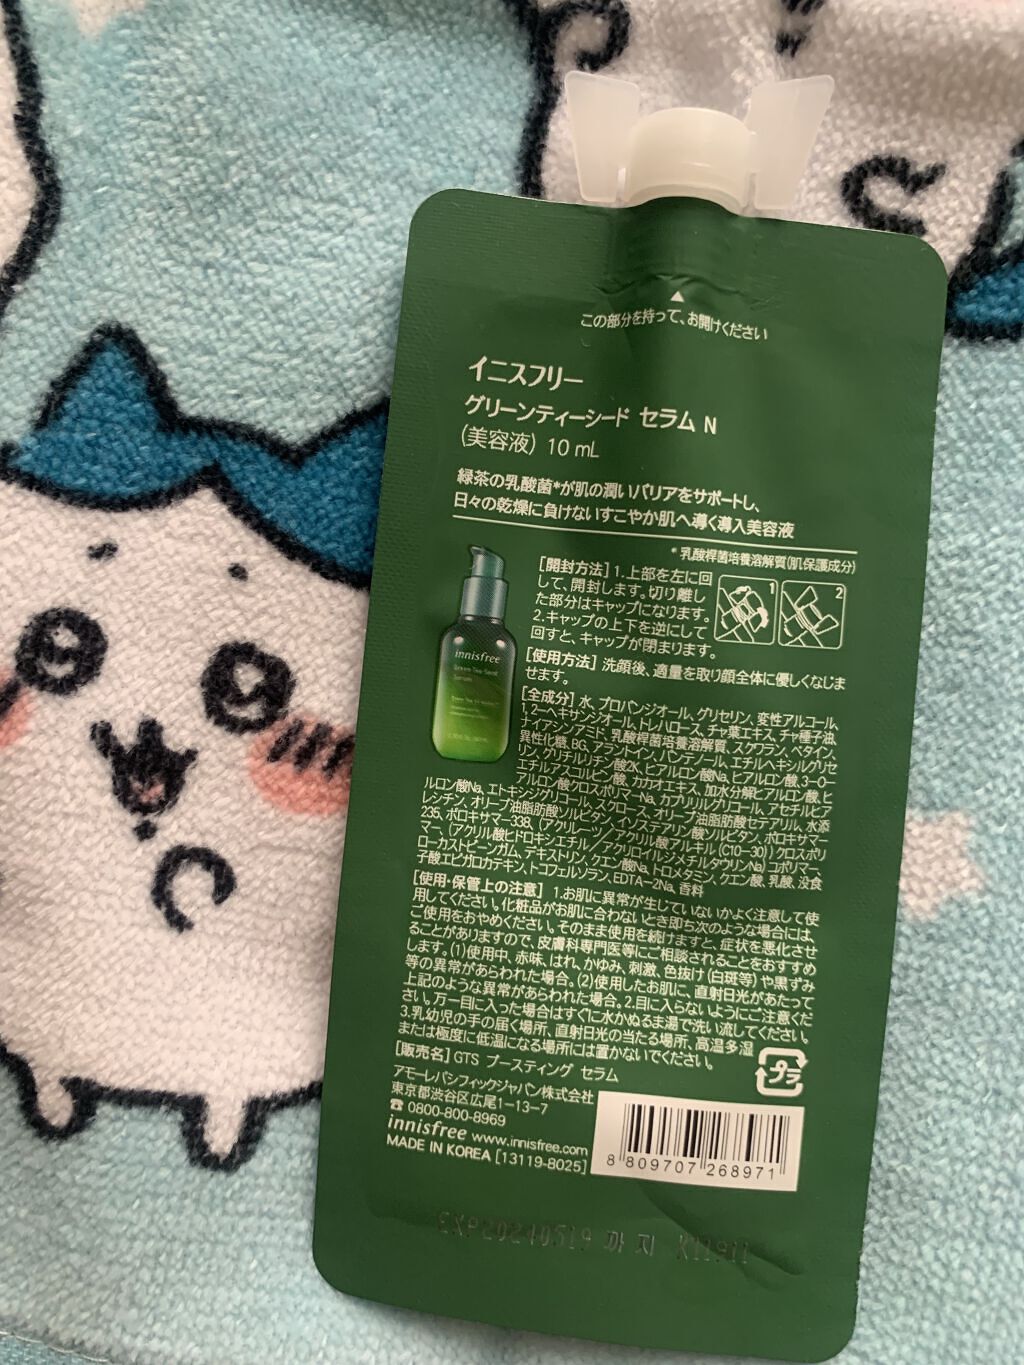 この部分を持って、お開けください
イニスフリー
グリーンティーシード セラム N
(美容液) 10 mL
緑茶の乳酸菌*が肌の潤いバリアをサポートし、
日々の乾燥に負けないすこやか肌へ導く導入美容液
*乳酸桿菌培養溶解質(肌保護成分)
[開封方法] 1.上部を左に回
して、開封します。切り離し
た部分はキャップになります。
2.キャップの上下を逆にして
回すと、キャップが閉まります。
1
2
[使用方法] 洗顔後、適量を取り顔全体に優しくなじま
せます。
innisfree
Green Tea Seed
Serum
[全成分] 水、プロパンジオール、グリセリン、変性アルコール、
1,2-ヘキサンジオール、トレハロース、チャ葉エキス、チャ種子油、
ナイアシンアミド、乳酸桿菌培養溶解質、スクワラン、ベタイン、
異性化糖、BG、アラントイン、パンテノール、エチルヘキシルグリセ
リン、グリチルリチン酸2K、ヒアルロン酸Na、ヒアルロン酸、3-O-
エチルアスコルビン酸、カカオエキス、加水分解ヒアルロン酸、ヒ
アルロン酸クロスポリマーNa、カプリリルグリコール、アセチルヒア
ルロン酸Na、エトキシジグリコール、スクロース、オリーブ油脂肪酸セテアリル、水添
レシチン、オリーブ油脂肪酸ソルビタン、ステアリン酸ソルビタン、ポロキサマー
235、ポロキサマー338、(アクリレーツ/アクリル酸アルキル(C10-30))クロスポリ
マー、(アクリル酸ヒドロキシエチル/アクリロイルジメチルタウリンNa)コポリマー、
ローカストビーンガム、デキストリン、クエン酸Na、トロメタミン、クエン酸、乳酸、没食
子酸エピガロカテキン、トコフェルソラン、EDTA-2Na、香料
[使用・保管上の注意] 1.お肌に異常が生じていないかよく注意して使
用してください。化粧品がお肌に合わないとき即ち次のような場合には、
ご使用をおやめください。そのまま使用を続けますと、症状を悪化させ
ることがありますので、皮膚科専門医等にご相談されることをおすすめ
します。(1)使用中、赤味、はれ、かゆみ、刺激、色抜け(白斑等)や黒ずみ
等の異常があらわれた場合。(2)使用したお肌に、直射日光があたって
上記のような異常があらわれた場合。2.目に入らないようにご注意くだ
さい。万一目に入った場合はすぐに水かぬるま湯で洗い流してください。
3.乳幼児の手の届く場所、直射日光の当たる場所、高温多湿
または極度に低温になる場所には置かないでください。
[販売名] GTS ブースティング セラム
アモーレパシフィックジャパン株式会社
東京都渋谷区広尾1-13-7
☎ 0800-800-8969
innisfree www.innisfree.com
MADE IN KOREA [13119-8025]
プラ
8 809707 268971